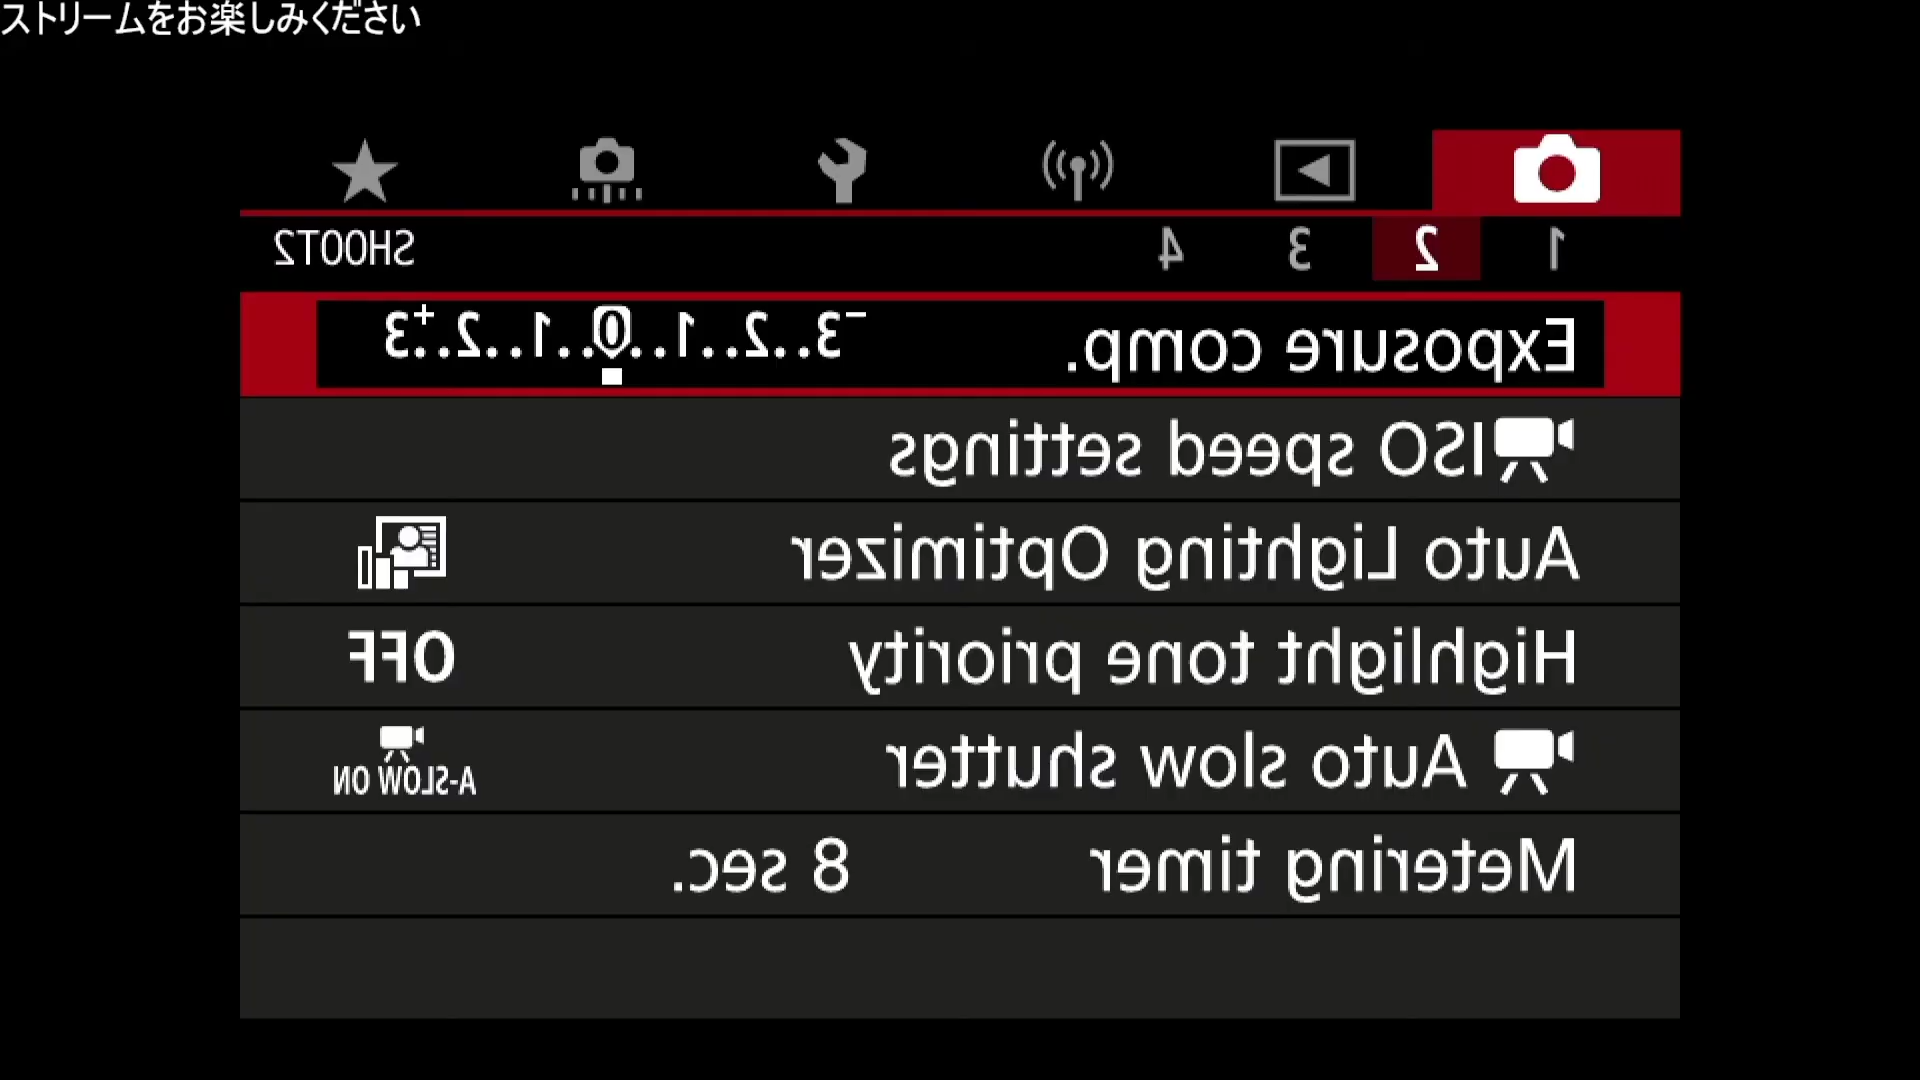 ストリームをお楽しみください
1 2 3 4 SHOOT2
Exposure comp. -3..2..1..0..1..2..+3
ISO speed settings
Auto Lighting Optimizer
Highlight tone priority OFF
Auto slow shutter A-SLOW ON
Metering timer 8 sec.